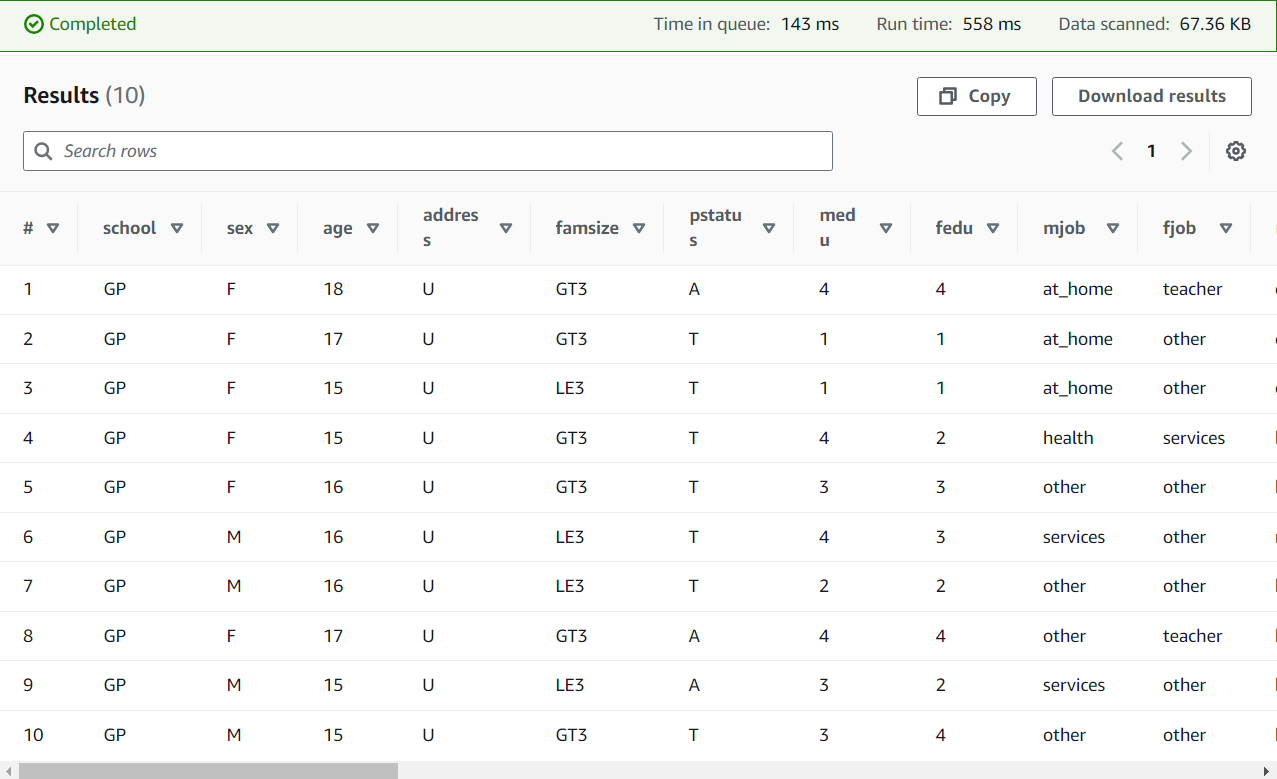 Completed Time in queue: 143 ms Run time: 558 ms Data scanned: 67.36 KB
Results (10) Copy Download results
Search rows 1
# school sex age addres
s famsize pstatu
s medu
u fedu mjob fjob
1 GP F 18 U GT3 A 4 4 at_home teacher
2 GP F 17 U GT3 T 1 1 at_home other
3 GP F 15 U LE3 T 1 1 at_home other
4 GP F 15 U GT3 T 4 2 health services
5 GP F 16 U GT3 T 3 3 other other
6 GP M 16 U LE3 T 4 3 services other
7 GP M 16 U LE3 T 2 2 other other
8 GP F 17 U GT3 A 4 4 other teacher
9 GP M 15 U LE3 A 3 2 services other
10 GP M 15 U GT3 T 3 4 other other